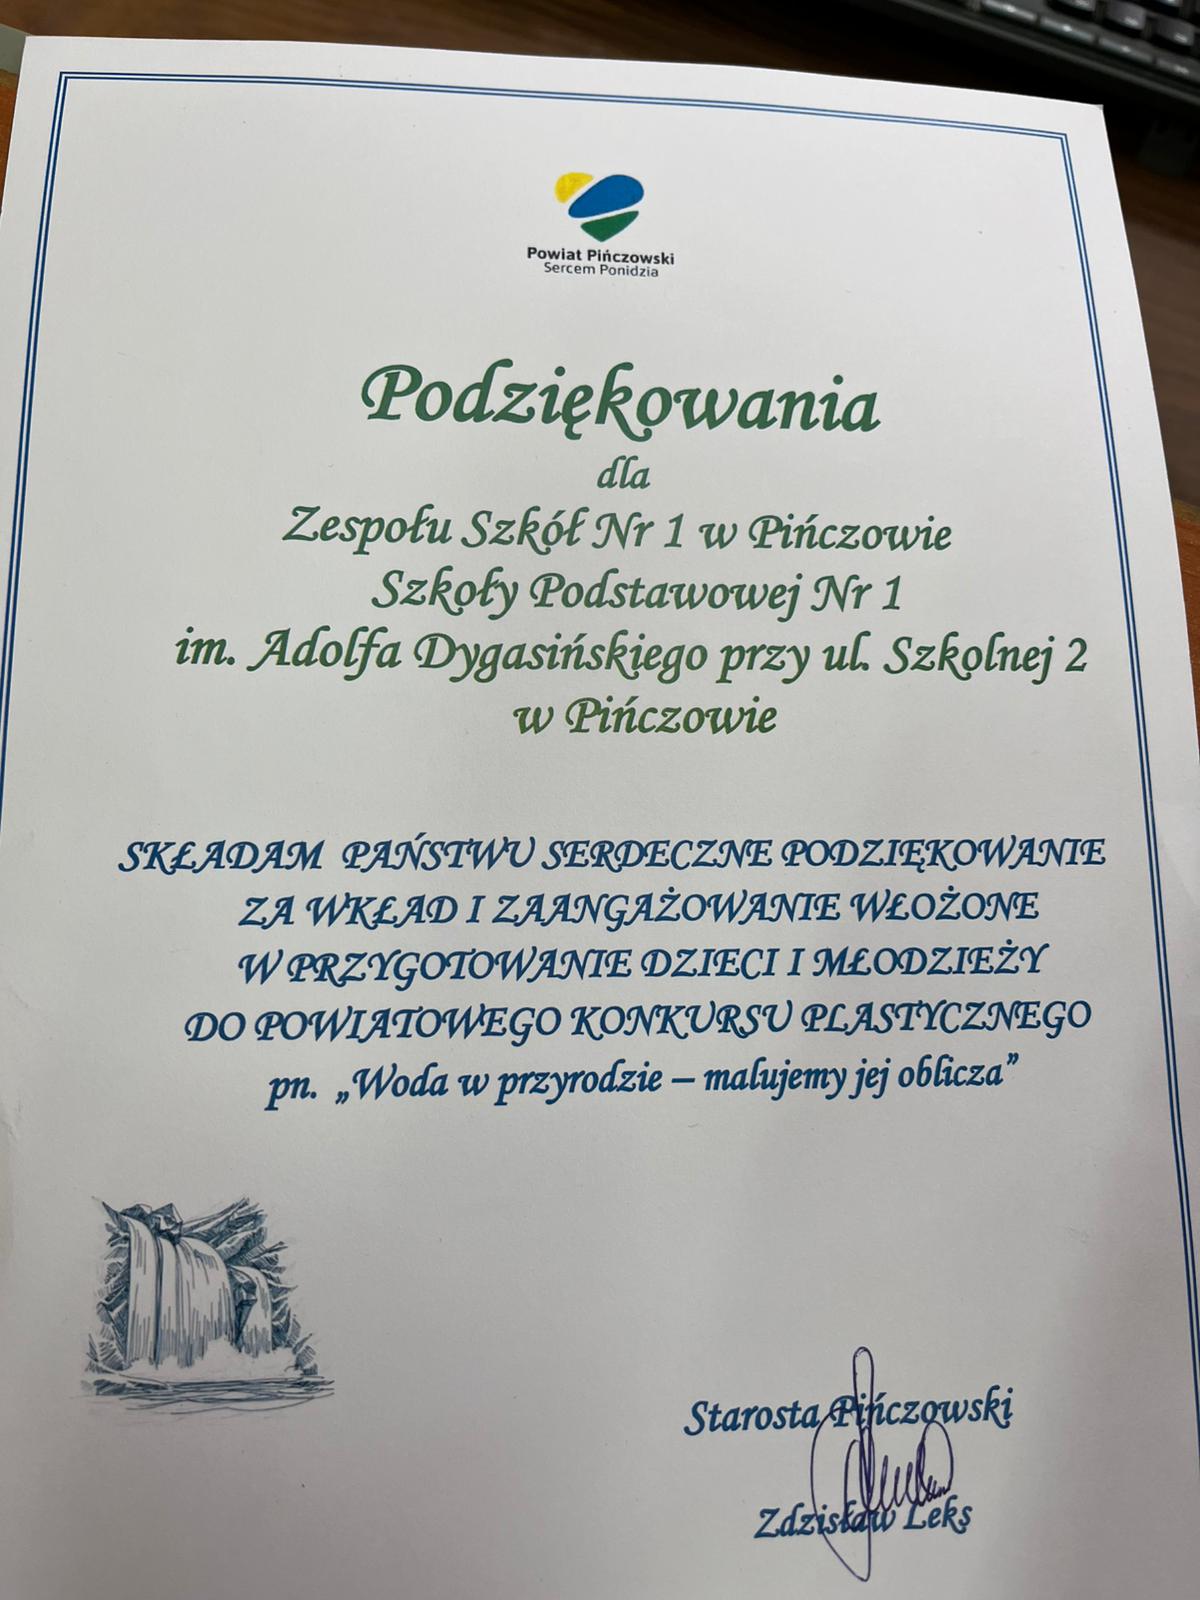 Powiat Pińczowski
Sercem Ponidzia
Podziękowania
dla
Zespołu Szkół Nr 1 w Pińczowie
Szkoły Podstawowej Nr 1
im. Adolfa Dygasińskiego przy ul. Szkolnej 2
w Pińczowie
SKŁADAM PAŃSTWU SERDECZNE PODZIĘKOWANIE
ZA WKŁAD I ZAANGAŻOWANIE WŁOŻONE
W PRZYGOTOWANIE DZIECI I MŁODZIEŻY
DO POWIATOWEGO KONKURSU PLASTYCZNEGO
pn. „Woda w przyrodzie – malujemy jej oblicza”
Starosta Pińczowski
Zdzisław Leks